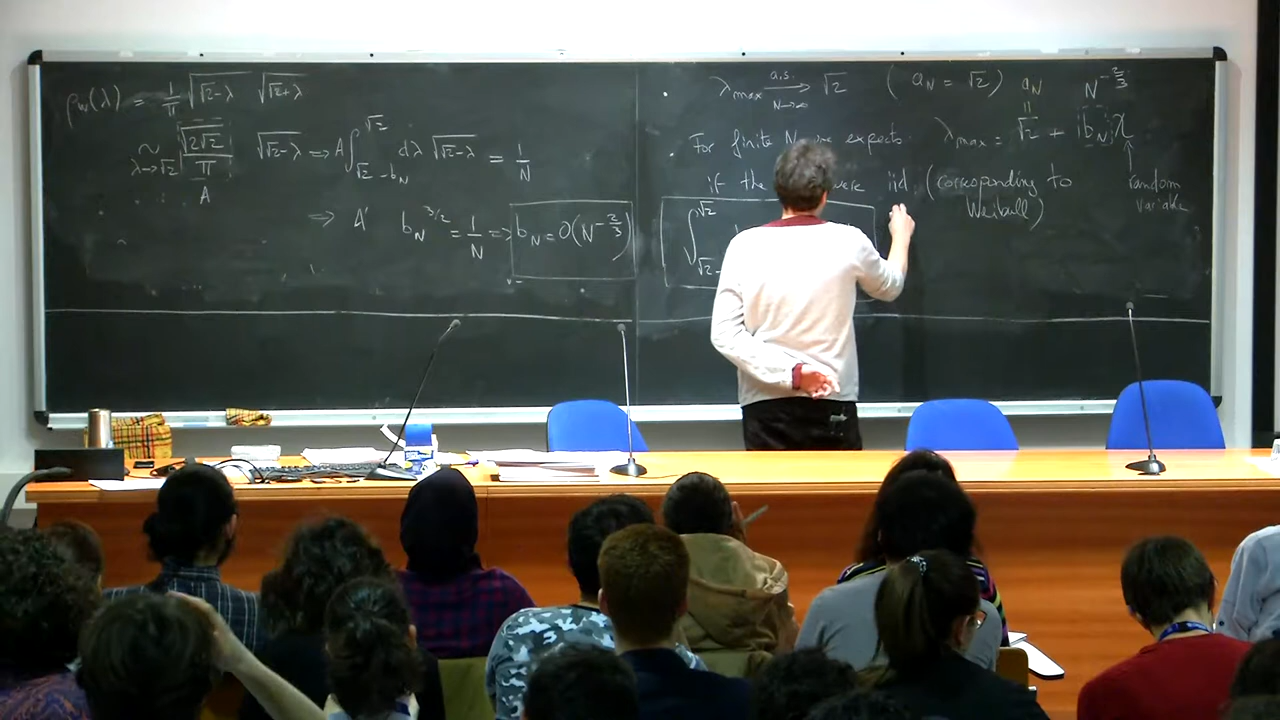 ρ_W(λ) = 1/π √(√2-λ) √(√2+λ)
~ λ→√2 √(2√2)/π √(√2-λ) ⇒ A ∫_{√2-b_N}^{√2} dλ √(√2-λ) = 1/N
A
⇒ A' b_N^{3/2} = 1/N ⇒ b_N = O(N^{-2/3})
· λ_max a.s. → N→∞ √2 (a_N = √2) a_N N^{-2/3}
· For finite N, we expects λ_max = √2 + b_N χ
if the were iid (corresponding to Weibull) random variable
∫_{√2-}^{√2}